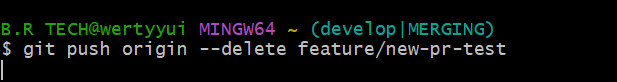 B.R TECH@wertyyui MINGW64 ~ (develop|MERGING)
$ git push origin --delete feature/new-pr-test